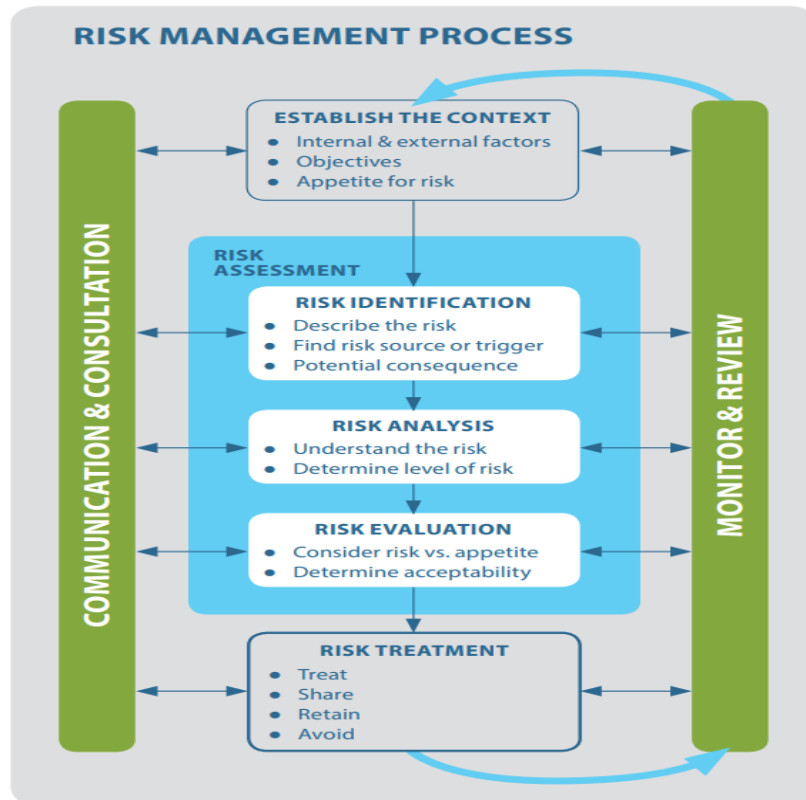 RISK MANAGEMENT PROCESS
COMMUNICATION & CONSULTATION
ESTABLISH THE CONTEXT
● Internal & external factors
● Objectives
● Appetite for risk
RISK
ASSESSMENT
RISK IDENTIFICATION
● Describe the risk
● Find risk source or trigger
● Potential consequence
RISK ANALYSIS
● Understand the risk
● Determine level of risk
RISK EVALUATION
● Consider risk vs. appetite
● Determine acceptability
RISK TREATMENT
● Treat
● Share
● Retain
● Avoid
MONITOR & REVIEW